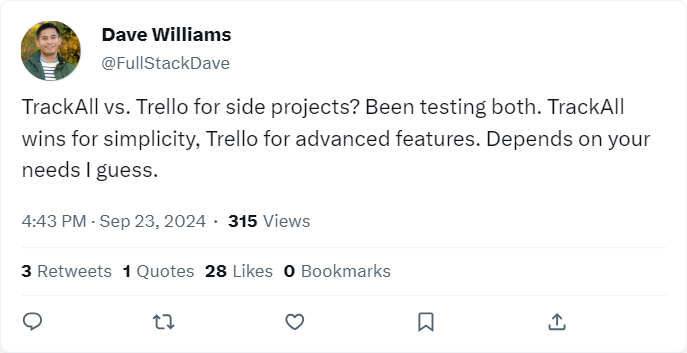 Dave Williams
@FullStackDave
TrackAll vs. Trello for side projects? Been testing both. TrackAll
wins for simplicity, Trello for advanced features. Depends on your
needs I guess.
4:43 PM · Sep 23, 2024 · 315 Views
3 Retweets 1 Quotes 28 Likes 0 Bookmarks